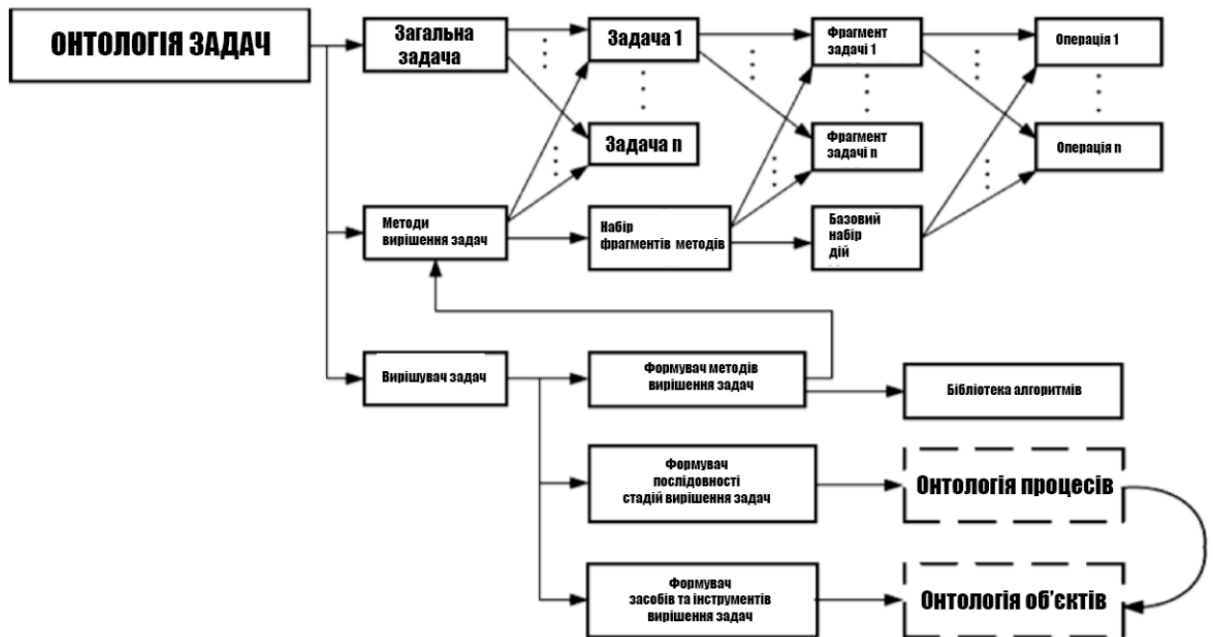 ОНТОЛОГІЯ ЗАДАЧ
Загальна
задача
Задача 1
Фрагмент
задачі 1
Операція 1
Задача n
Фрагмент
задачі n
Операція n
Методи
вирішення задач
Набір
фрагментів методів
Базовий
набір
дій
Вирішувач задач
Формувач методів
вирішення задач
Бібліотека алгоритмів
Формувач
послідовності
стадій вирішення задач
Онтологія процесів
Формувач
засобів та інструментів
вирішення задач
Онтологія об'єктів